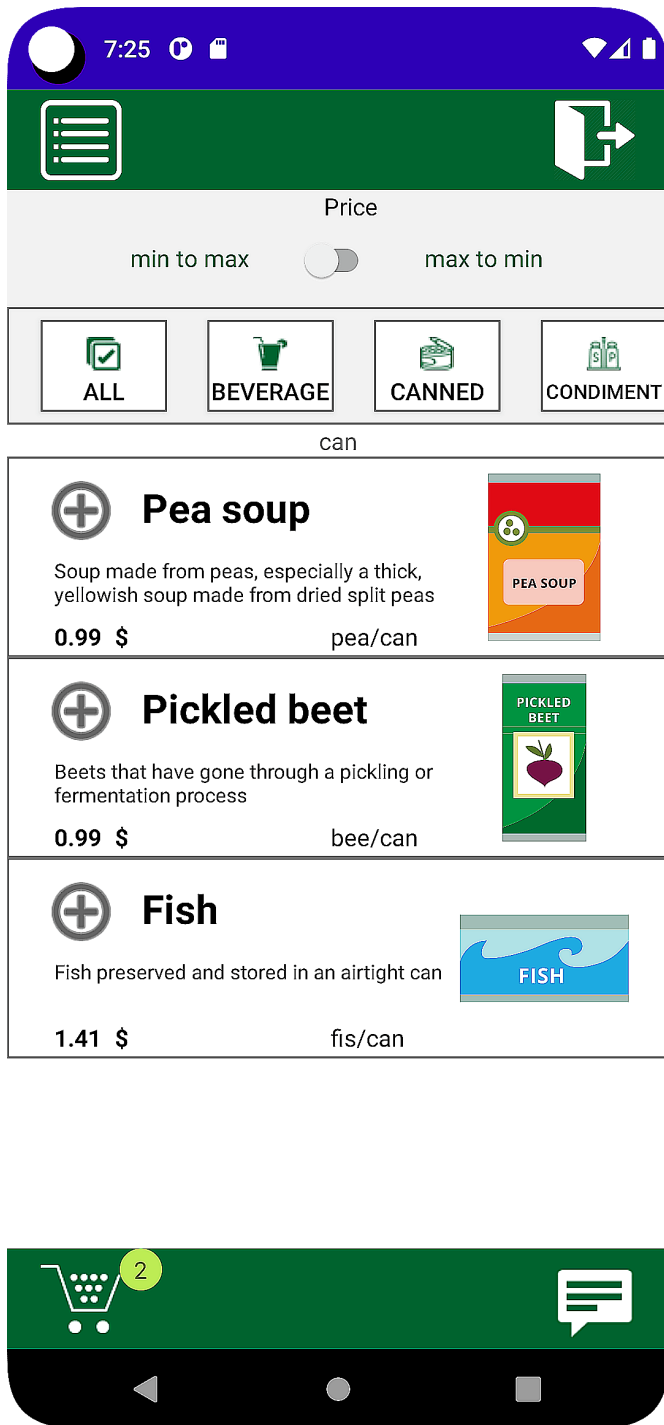 7:25
Price
min to max
max to min
ALL
BEVERAGE
CANNED
CONDIMENT
can
Pea soup
Soup made from peas, especially a thick,
yellowish soup made from dried split peas
0.99 $
pea/can
PEA SOUP
Pickled beet
Beets that have gone through a pickling or
fermentation process
0.99 $
bee/can
PICKLED
BEET
Fish
Fish preserved and stored in an airtight can
1.41 $
fis/can
FISH
2